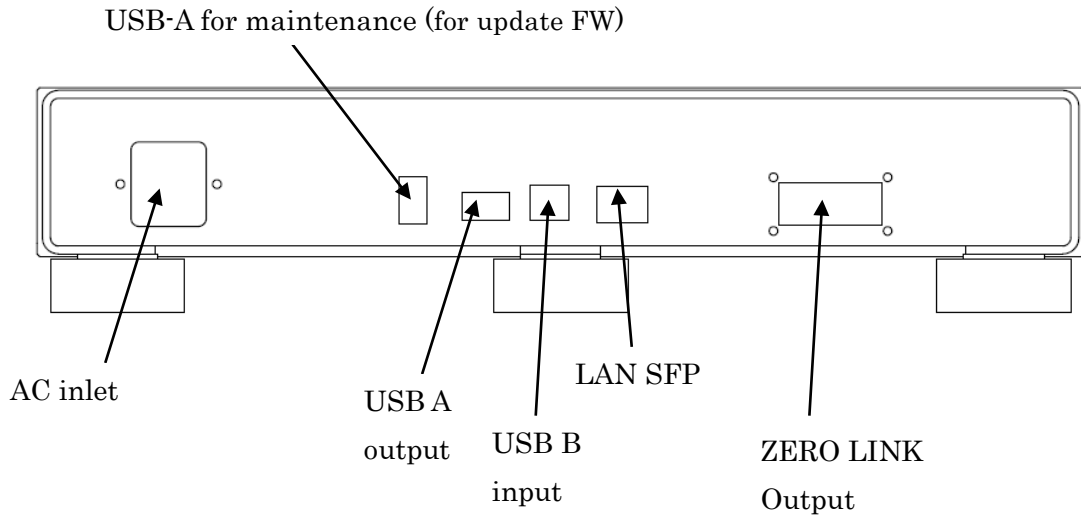 USB-A for maintenance (for update FW)
AC inlet
USB A
output
USB B
input
LAN SFP
ZERO LINK
Output